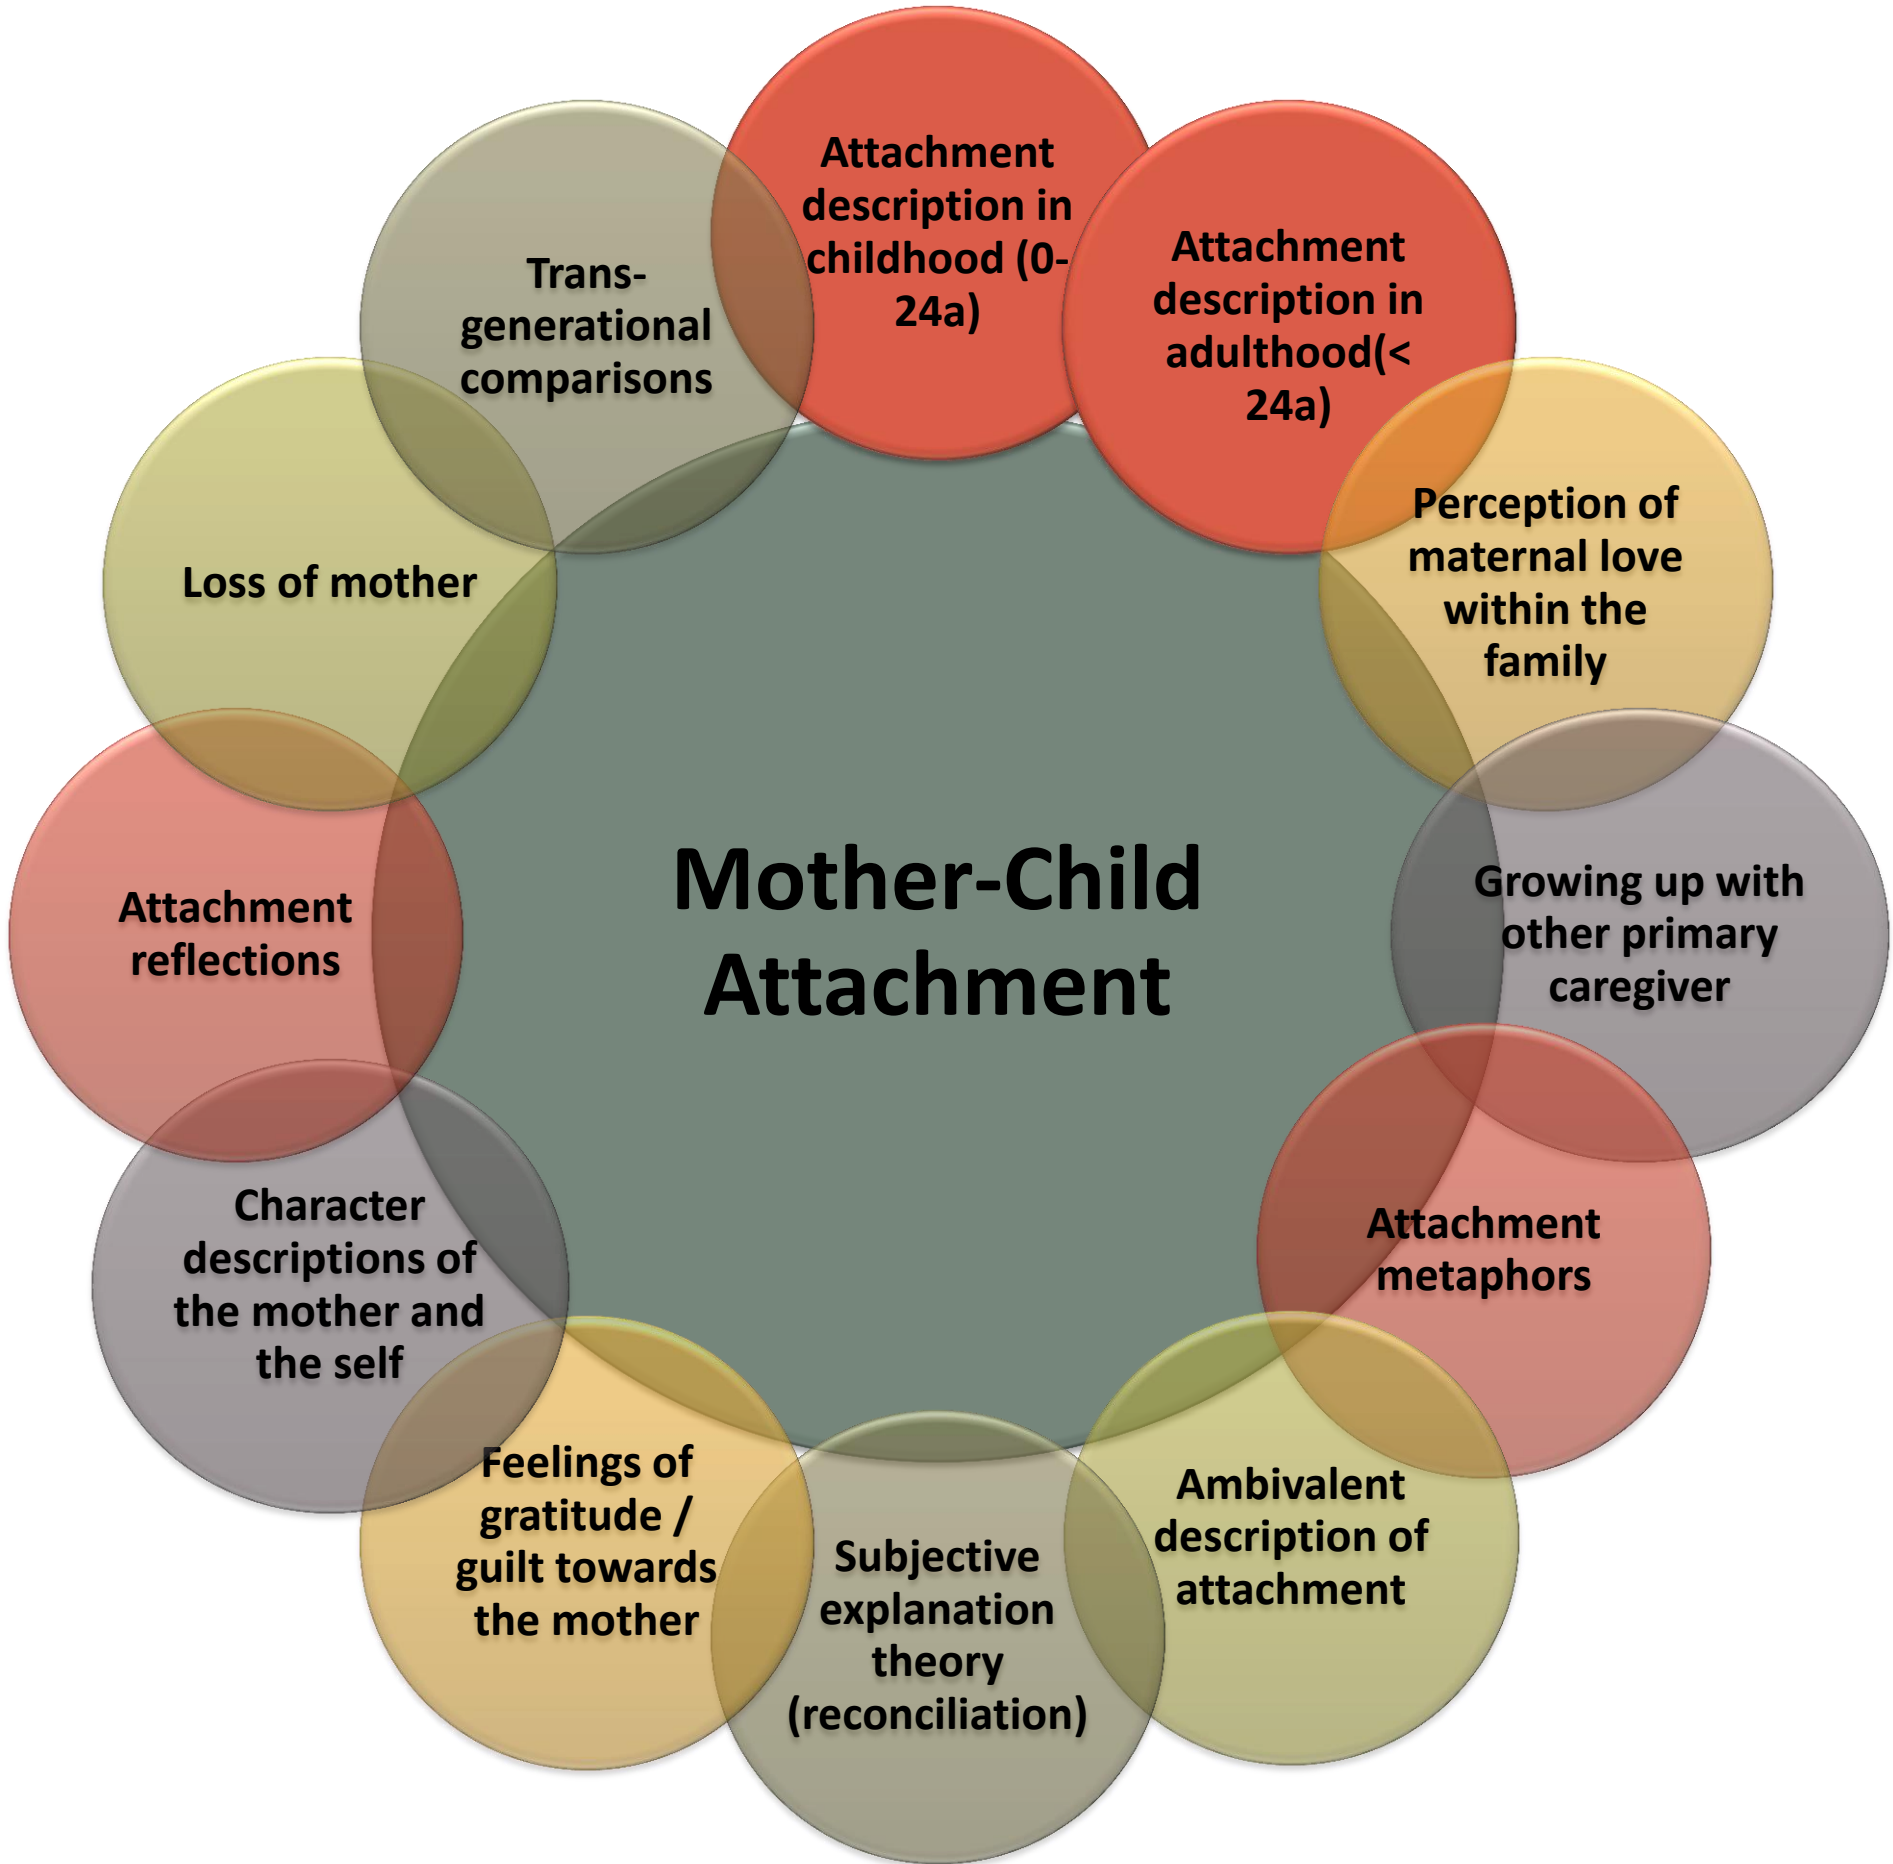 Attachment
description in
childhood (0-
24a)
Attachment
description in
adulthood(<
24a)
Perception of
maternal love
within the
family
Growing up with
other primary
caregiver
Attachment
metaphors
Ambivalent
description of
attachment
Subjective
explanation
theory
(reconciliation)
Feelings of
gratitude /
guilt towards
the mother
Character
descriptions of
the mother and
the self
Attachment
reflections
Loss of mother
Trans-
generational
comparisons
Mother-Child
Attachment